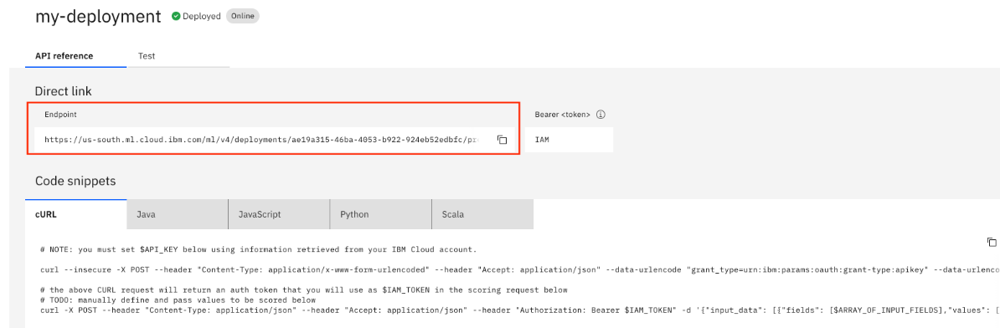 my-deployment Deployed Online
API reference Test
Direct link
Endpoint Bearer <token>
https://us-south.ml.cloud.ibm.com/ml/v4/deployments/ae19a315-46ba-4053-b922-924eb52edbfc/pr IAM
Code snippets
cURL Java JavaScript Python Scala
# NOTE: you must set $API_KEY below using information retrieved from your IBM Cloud account.
curl --insecure -X POST --header "Content-Type: application/x-www-form-urlencoded" --header "Accept: application/json" --data-urlencode "grant_type=urn:ibm:params:oauth:grant-type:apikey" --data-urlenco
# the above CURL request will return an auth token that you will use as $IAM_TOKEN in the scoring request below
# TODO: manually define and pass values to be scored below
curl -X POST --header "Content-Type: application/json" --header "Accept: application/json" --header "Authorization: Bearer $IAM_TOKEN" -d '{"input_data": [{"fields": [$ARRAY_OF_INPUT_FIELDS],"values": [